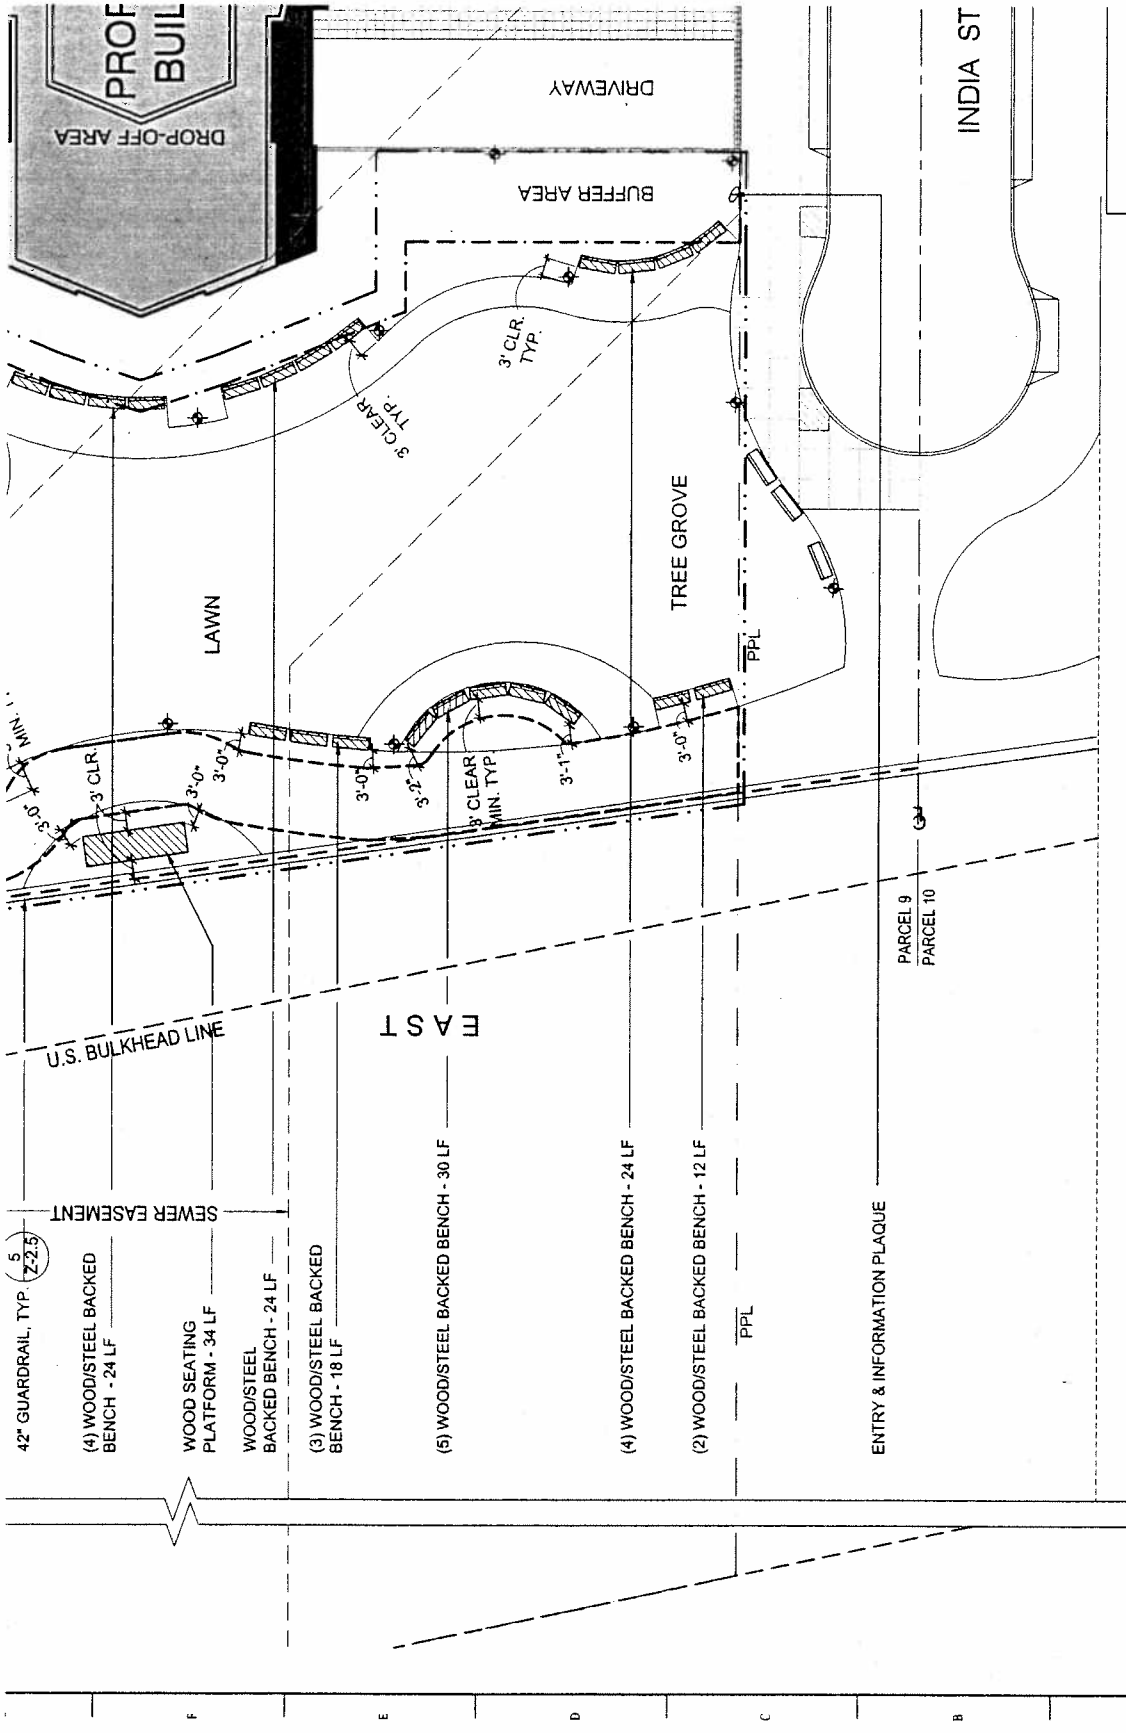 PROP
BUIL
DROP-OFF AREA
DRIVEWAY
BUFFER AREA
INDIA ST
3' CLR.
TYP.
3' CLEAR
TYP.
LAWN
TREE GROVE
PPL
MIN.
3'-0"
3' CLR.
3'-0"
3'-0"
3'-0"
3'-2"
3' CLEAR
MIN. TYP.
3'-1"
3'-0"
PARCEL 9
PARCEL 10
U.S. BULKHEAD LINE
EAST
SEWER EASEMENT
42" GUARDRAIL, TYP.
5
Z-2.5
(4) WOOD/STEEL BACKED
BENCH - 24 LF
WOOD SEATING
PLATFORM - 34 LF
WOOD/STEEL
BACKED BENCH - 24 LF
(3) WOOD/STEEL BACKED
BENCH - 18 LF
(5) WOOD/STEEL BACKED BENCH - 30 LF
(4) WOOD/STEEL BACKED BENCH - 24 LF
(2) WOOD/STEEL BACKED BENCH - 12 LF
PPL
ENTRY & INFORMATION PLAQUE
F
E
D
C
B